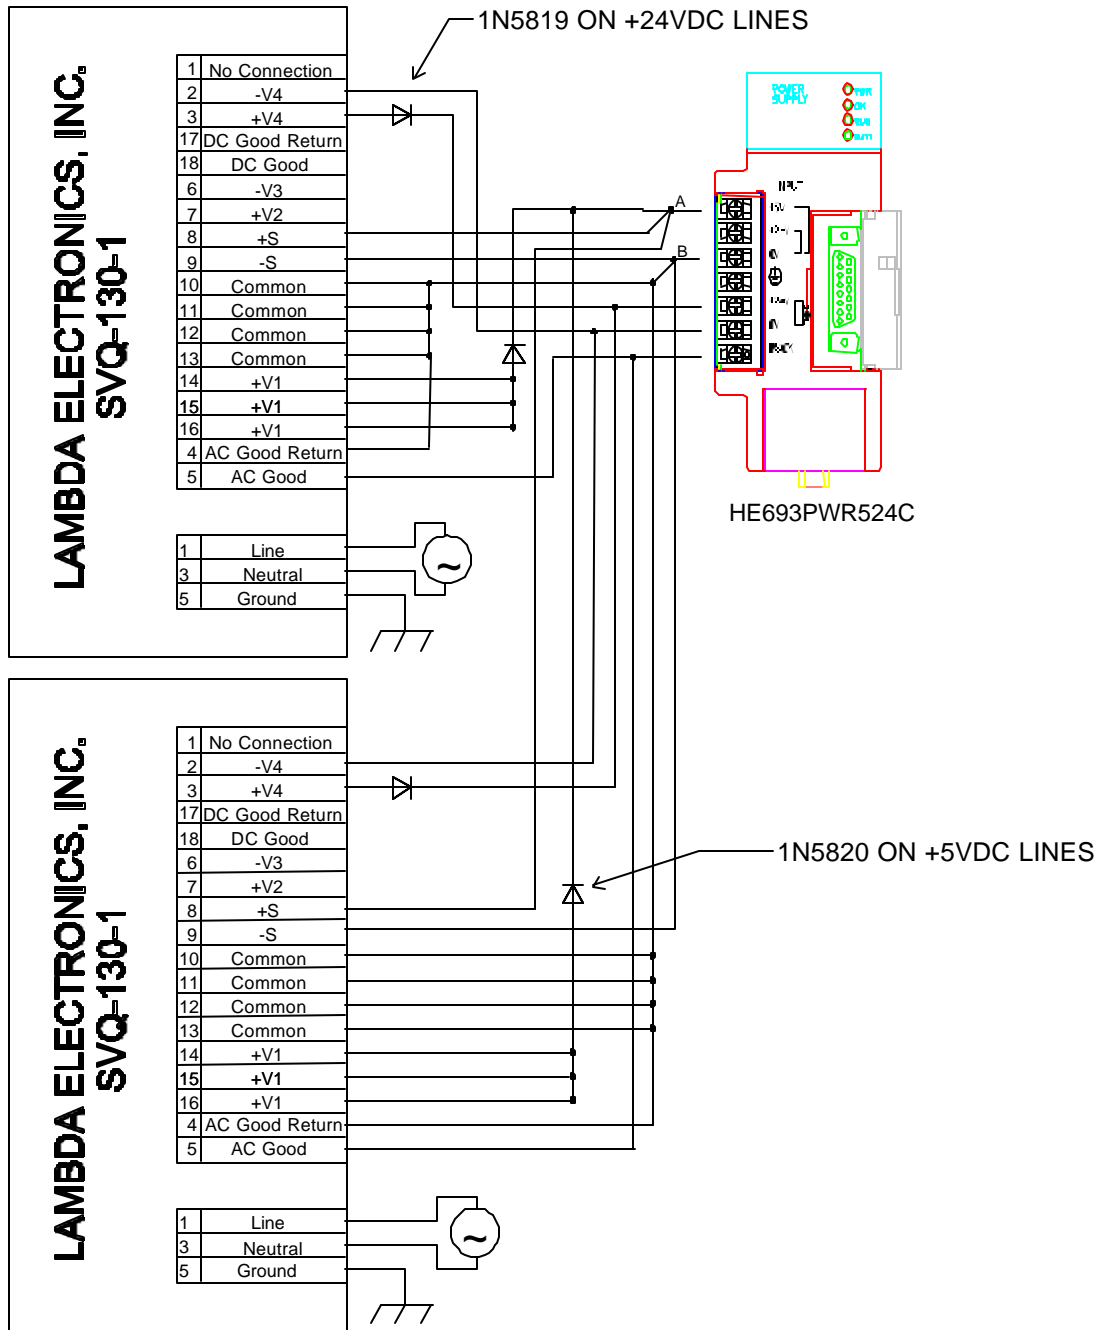 1N5819 ON +24VDC LINES
LAMBDA ELECTRONICS, INC.
SVQ-130-1
1 No Connection
2 -V4
3 +V4
17 DC Good Return
18 DC Good
6 -V3
7 +V2
8 +S
9 -S
10 Common
11 Common
12 Common
13 Common
14 +V1
15 +V1
16 +V1
4 AC Good Return
5 AC Good
1 Line
3 Neutral
5 Ground
A
B
POWER
SUPPLY
INPUT
HE693PWR524C
LAMBDA ELECTRONICS, INC.
SVQ-130-1
1 No Connection
2 -V4
3 +V4
17 DC Good Return
18 DC Good
6 -V3
7 +V2
8 +S
9 -S
10 Common
11 Common
12 Common
13 Common
14 +V1
15 +V1
16 +V1
4 AC Good Return
5 AC Good
1 Line
3 Neutral
5 Ground
1N5820 ON +5VDC LINES